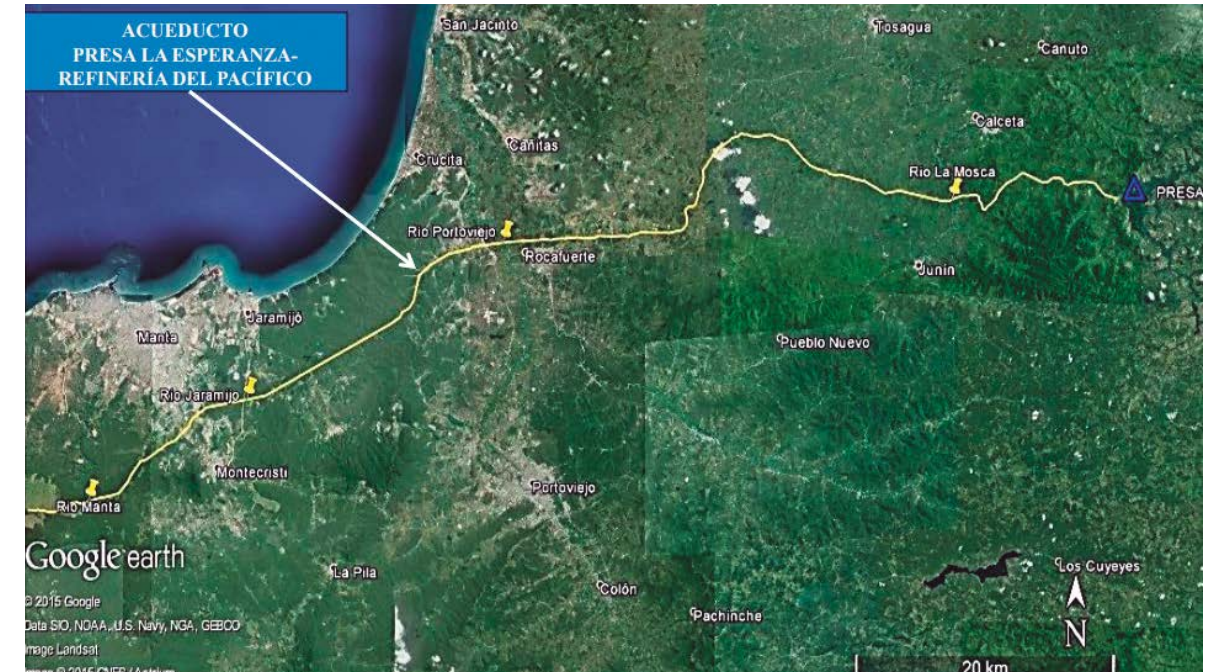 ACUEDUCTO
PRESA LA ESPERANZA-
REFINERÍA DEL PACÍFICO
San Jacinto
Tosagua
Canuto
Calceta
Cañitas
Crucita
Rio La Mosca
PRESA
Rio Portoviejo
Rocafuerte
Junin
Jaramijó
Manta
Pueblo Nuevo
Rio Jaramijo
Montecristi
Portoviejo
Rio Manta
Google earth
La Pila
Los Cuyeyes
Colón
© 2015 Google
Pachinche
Data SIO, NOAA, U.S. Navy, NGA, GEBCO
N
Image Landsat
20 km